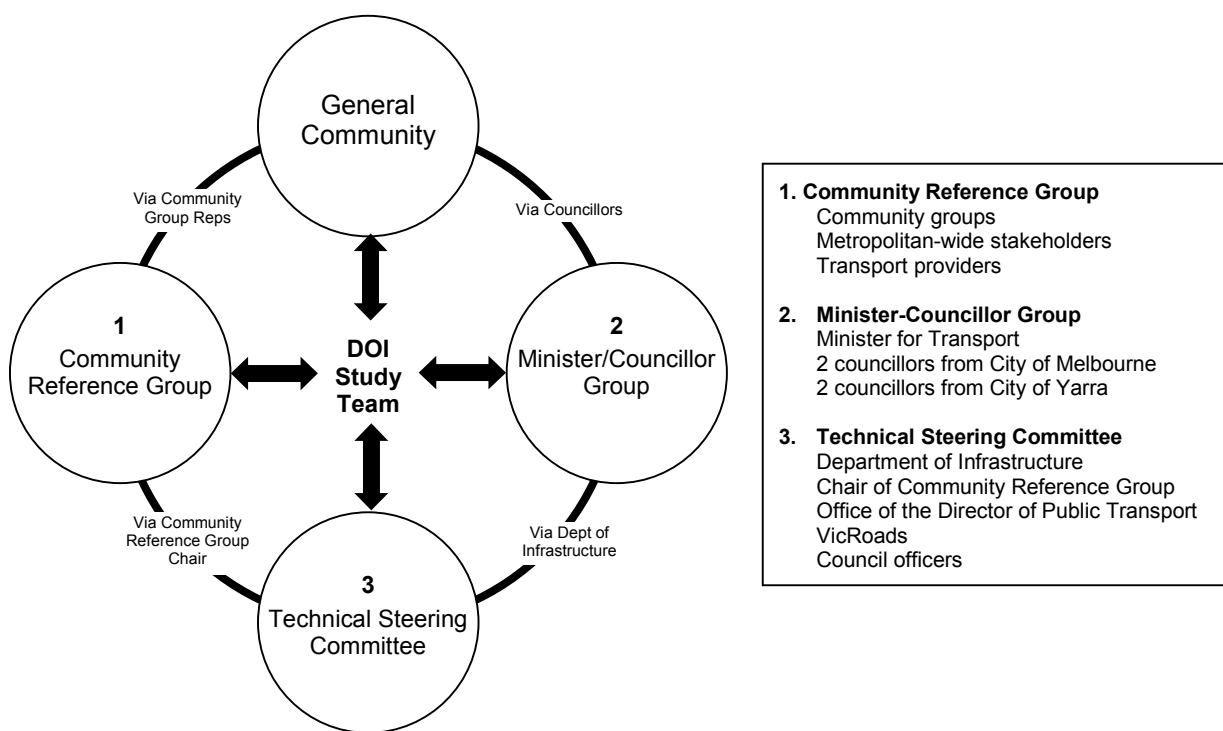 General
Community
Via Community
Group Reps
Via Councillors
1
Community
Reference Group
DOI
Study
Team
2
Minister/Councillor
Group
Via Community
Reference Group
Chair
Via Dept of
Infrastructure
3
Technical Steering
Committee
1. Community Reference Group
Community groups
Metropolitan-wide stakeholders
Transport providers
2. Minister-Councillor Group
Minister for Transport
2 councillors from City of Melbourne
2 councillors from City of Yarra
3. Technical Steering Committee
Department of Infrastructure
Chair of Community Reference Group
Office of the Director of Public Transport
VicRoads
Council officers